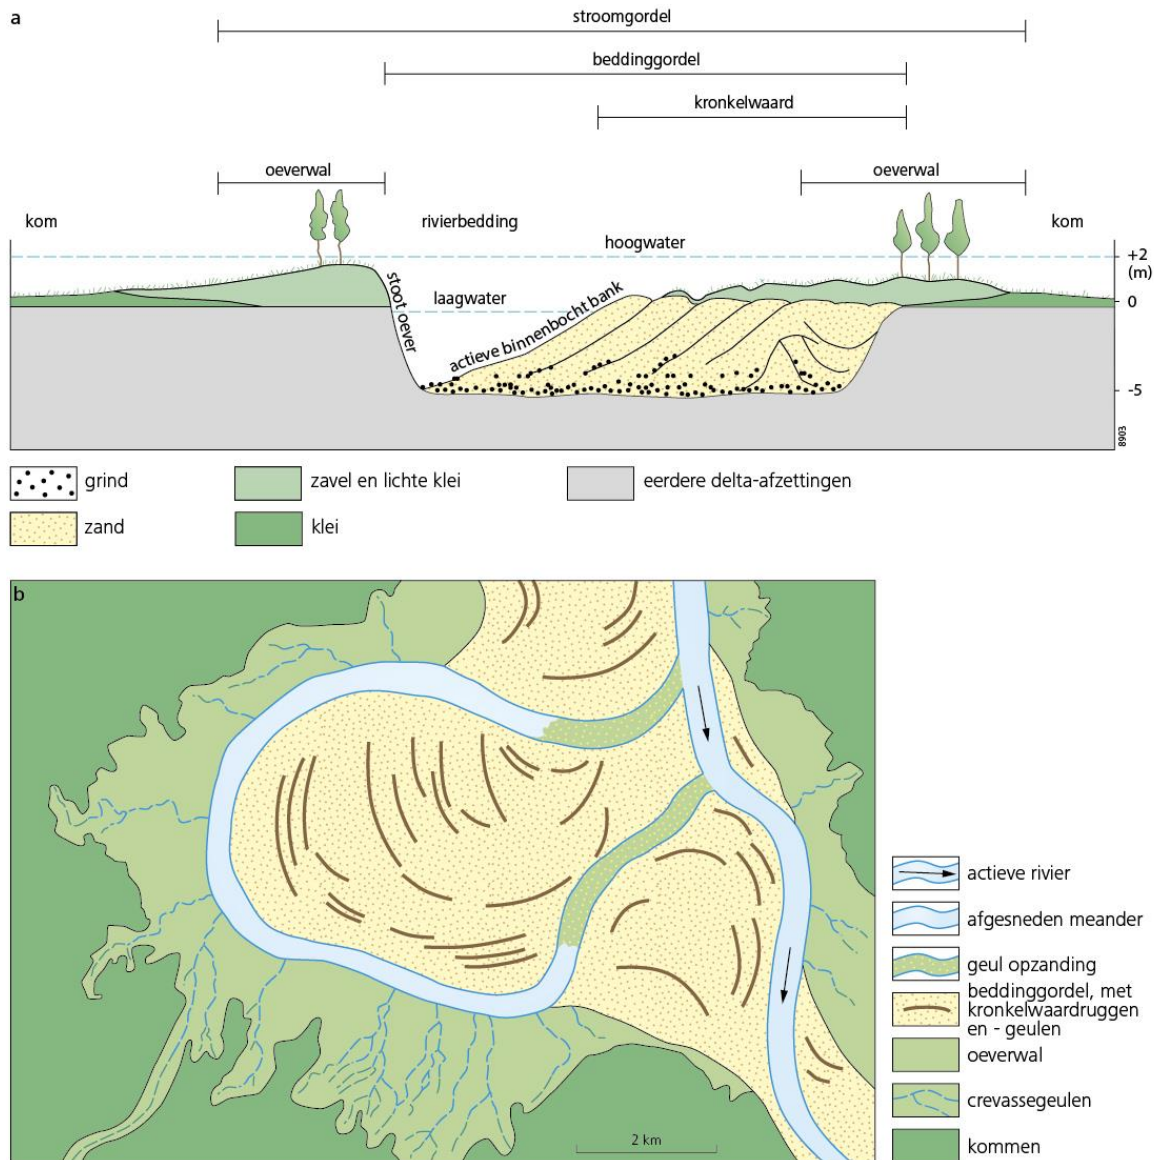 a
stroomgordel
beddinggordel
kronkelwaard
oeverwal
oeverwal
kom
rivierbedding
kom
hoogwater
+2
(m)
stoot oever
laagwater
0
actieve binnenbocht bank
-5
8903
grind
zavel en lichte klei
eerdere delta-afzettingen
zand
klei
b
2 km
actieve rivier
afgesneden meander
geul opzanding
beddinggordel, met
kronkelwaardruggen
en - geulen
oeverwal
crevassegeulen
kommen